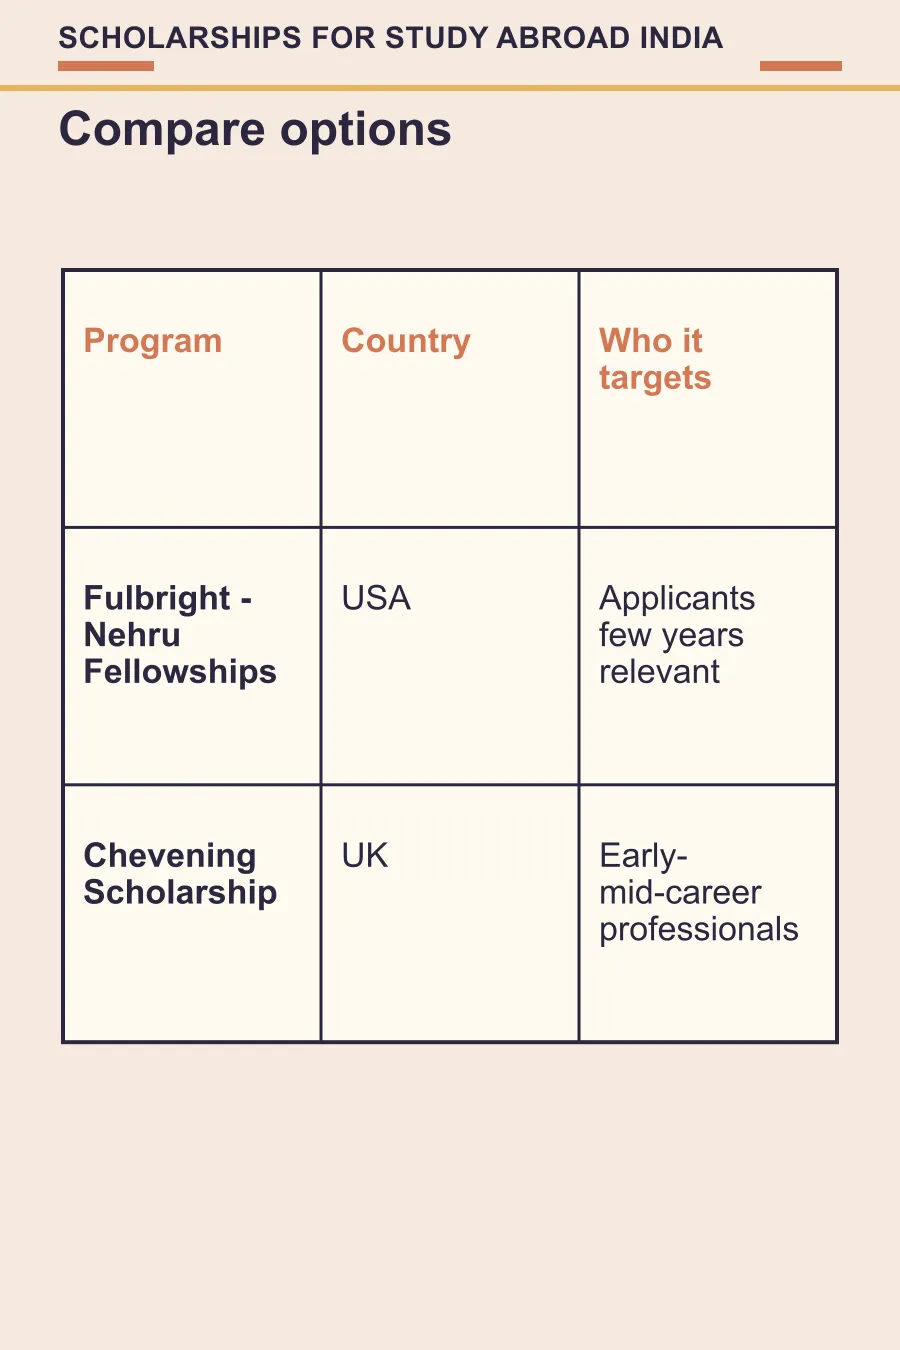 SCHOLARSHIPS FOR STUDY ABROAD INDIA
Compare options
Program
Country
Who it
targets
Fulbright -
Nehru
Fellowships
USA
Applicants
few years
relevant
Chevening
Scholarship
UK
Early-
mid-career
professionals